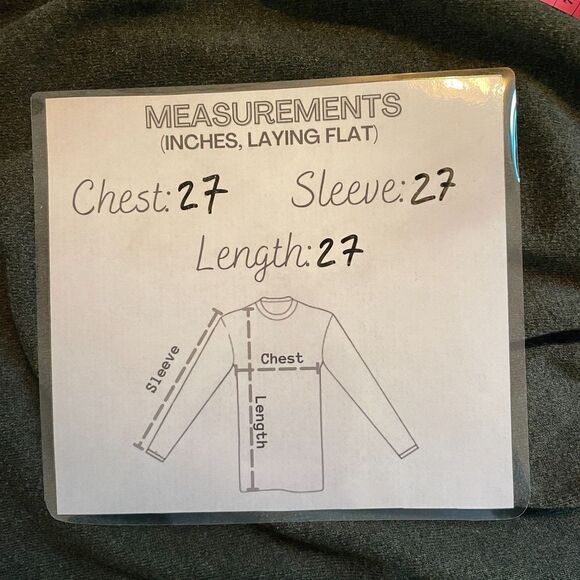 MEASUREMENTS
(INCHES, LAYING FLAT)
Chest: 27 Sleeve: 27
Length: 27
Sleeve
Chest
Length